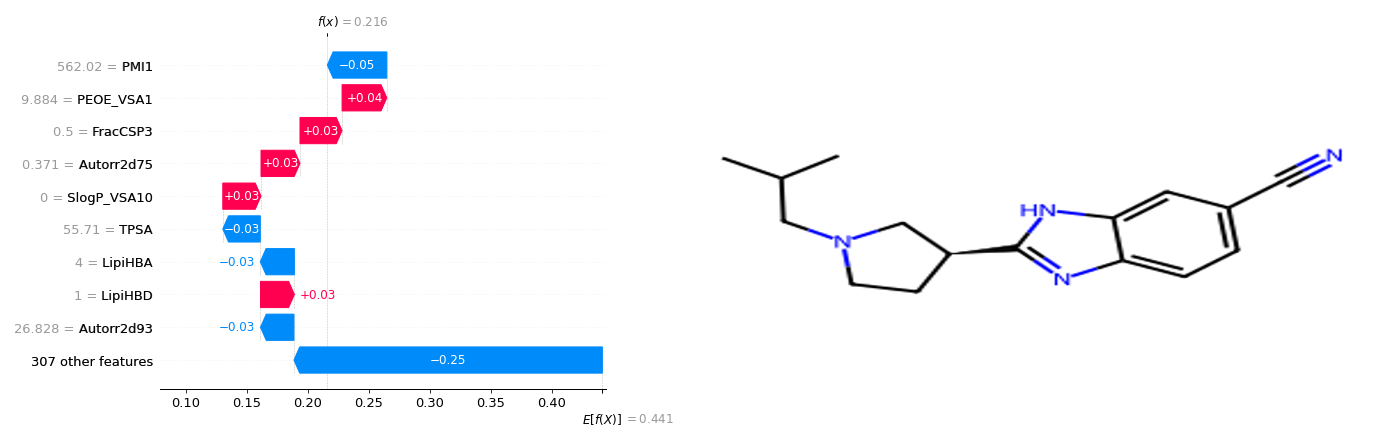 f(x) = 0.216
562.02 = PMI1 −0.05
9.884 = PEOE_VSA1 +0.04
0.5 = FracCSP3 +0.03
0.371 = Autorr2d75 +0.03
0 = SlogP_VSA10 +0.03
55.71 = TPSA −0.03
4 = LipiHBA −0.03
1 = LipiHBD +0.03
26.828 = Autorr2d93 −0.03
307 other features −0.25
0.10 0.15 0.20 0.25 0.30 0.35 0.40
E[f(X)] = 0.441
N
HN
N
N